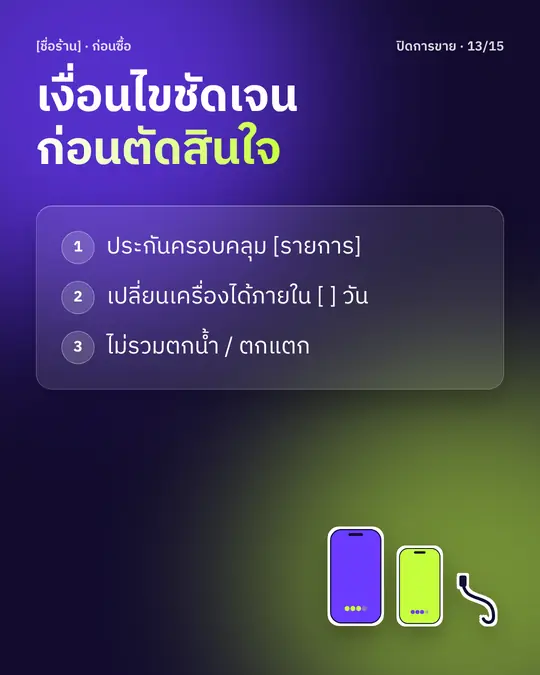 [ชื่อร้าน] · ก่อนซื้อ
ปิดการขาย · 13/15
เงื่อนไขชัดเจน
ก่อนตัดสินใจ
1 ประกันครอบคลุม [รายการ]
2 เปลี่ยนเครื่องได้ภายใน [ ] วัน
3 ไม่รวมตกน้ำ / ตกแตก